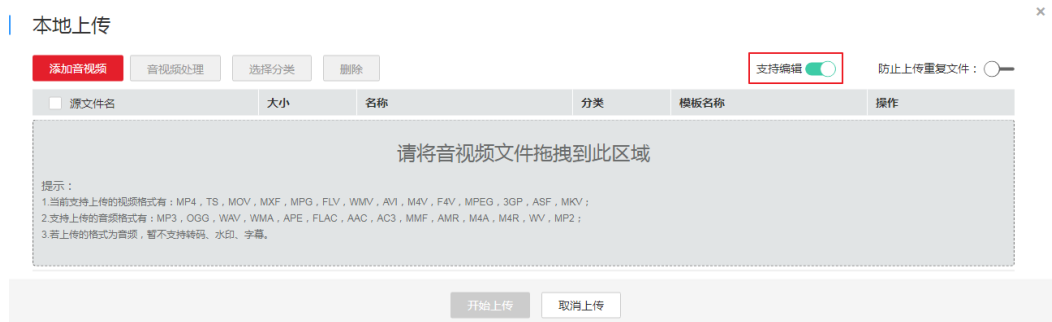 本地上传
添加音视频 音视频处理 选择分类 删除 支持编辑 防止上传重复文件：
源文件名 大小 名称 分类 模板名称 操作
请将音视频文件拖拽到此区域
提示：
1.当前支持上传的视频格式有：MP4，TS，MOV，MXF，MPG，FLV，WMV，AVI，M4V，F4V，MPEG，3GP，ASF，MKV；
2.支持上传的音频格式有：MP3，OGG，WAV，WMA，APE，FLAC，AAC，AC3，MMF，AMR，M4A，M4R，WV，MP2；
3.若上传的格式为音频，暂不支持转码、水印、字幕。
开始上传 取消上传